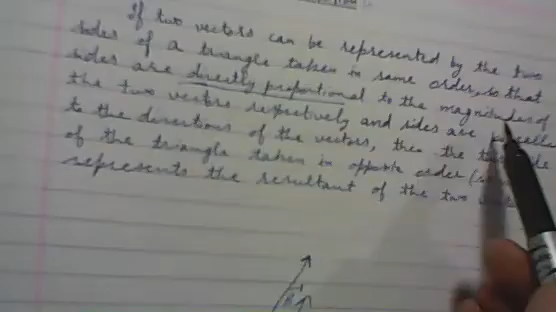 If two vectors can be represented by the two
sides of a triangle taken in same order, so that
sides are directly proportional to the magnitudes of
the two vectors respectively and sides are
to the directions of the vectors, then the
of the triangle taken in opposite order
represents the resultant of the two
R